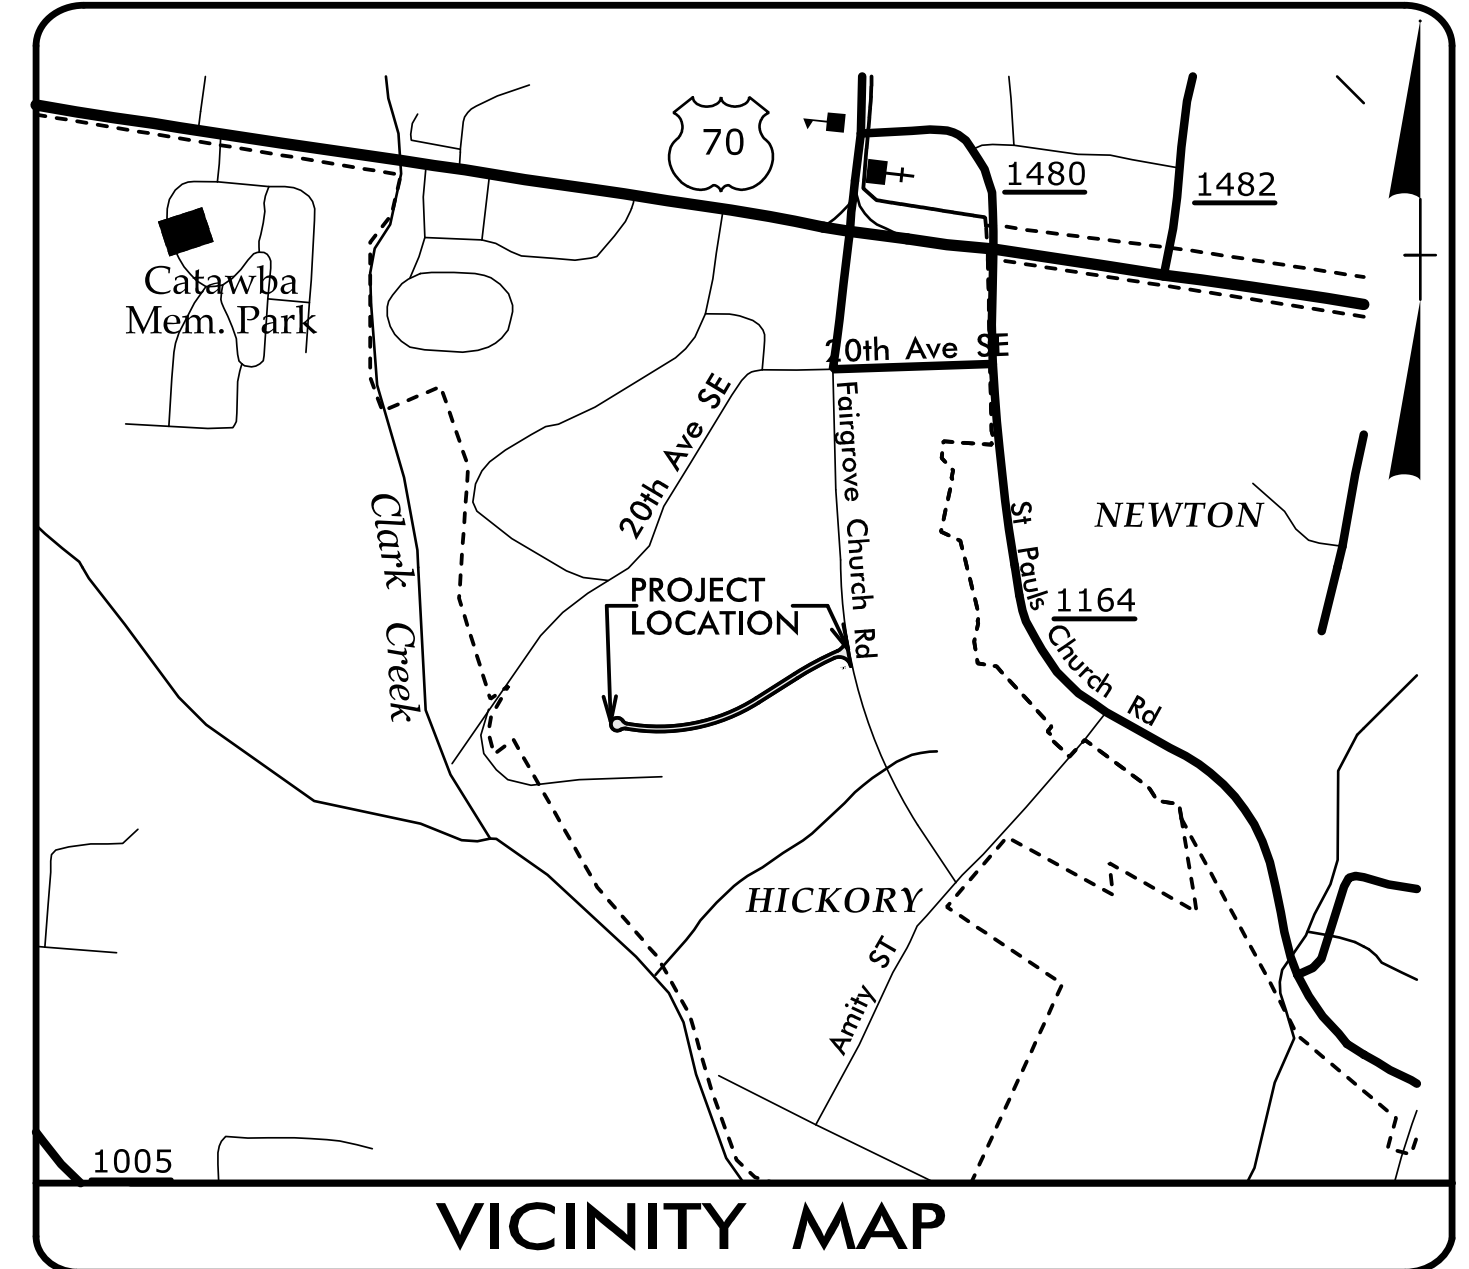 70
1480
1482
Catawba
Mem. Park
20th Ave SE
20th Ave SE
Fairgrove Church Rd
Clark Creek
St Pauls Church Rd
NEWTON
PROJECT
LOCATION
1164
HICKORY
Amity ST
1005
VICINITY MAP